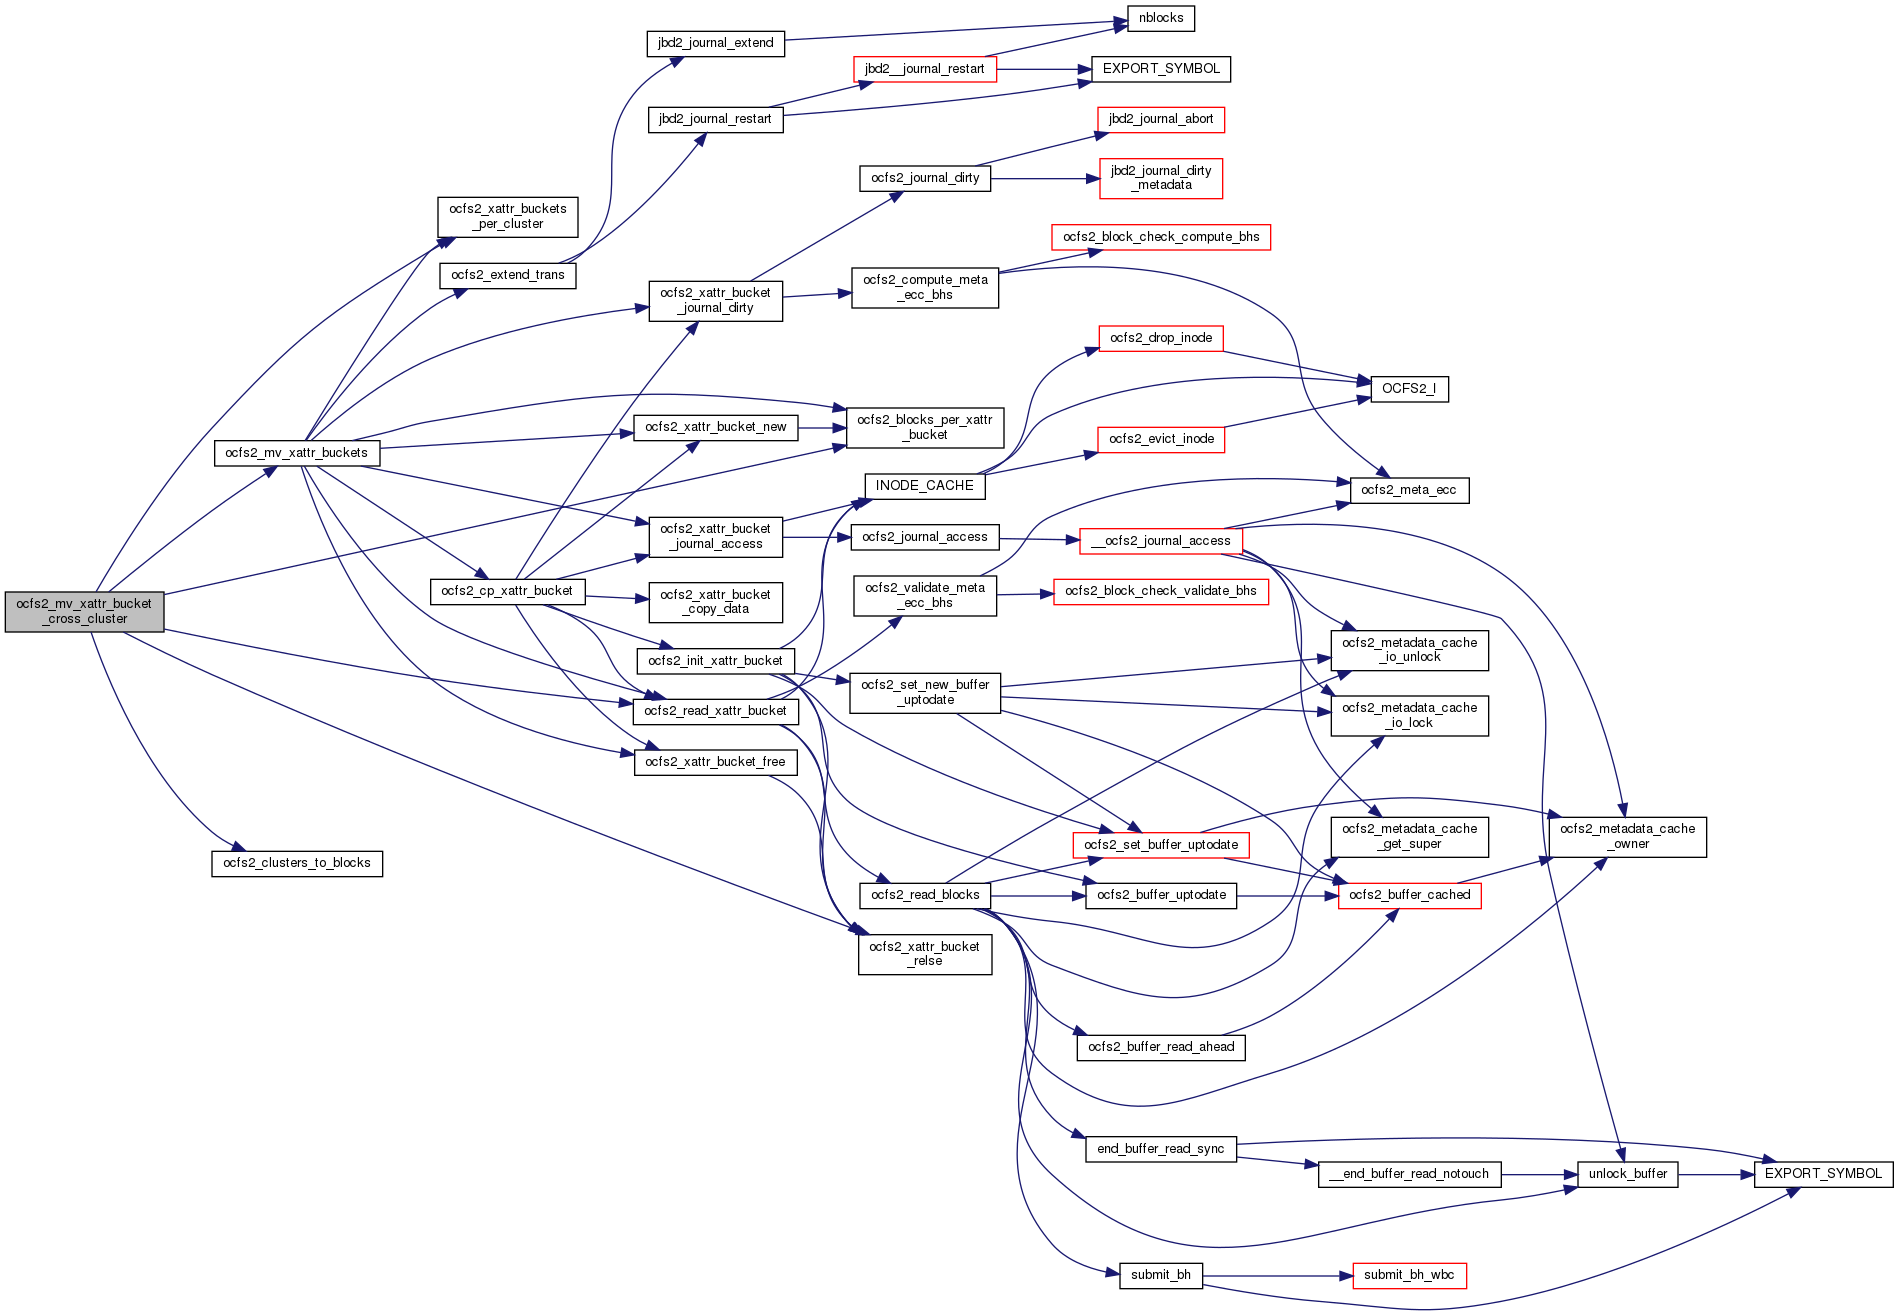 nblocks
jbd2_journal_extend
jbd2__journal_restart
EXPORT_SYMBOL
jbd2_journal_restart
jbd2_journal_abort
ocfs2_journal_dirty
jbd2_journal_dirty
_metadata
ocfs2_xattr_buckets
_per_cluster
ocfs2_block_check_compute_bhs
ocfs2_extend_trans
ocfs2_xattr_bucket
_journal_dirty
ocfs2_compute_meta
_ecc_bhs
ocfs2_drop_inode
OCFS2_I
ocfs2_xattr_bucket_new
ocfs2_blocks_per_xattr
_bucket
ocfs2_evict_inode
ocfs2_mv_xattr_buckets
INODE_CACHE
ocfs2_meta_ecc
ocfs2_xattr_bucket
_journal_access
ocfs2_journal_access
__ocfs2_journal_access
ocfs2_cp_xattr_bucket
ocfs2_xattr_bucket
_copy_data
ocfs2_validate_meta
_ecc_bhs
ocfs2_block_check_validate_bhs
ocfs2_mv_xattr_bucket
_cross_cluster
ocfs2_metadata_cache
_io_unlock
ocfs2_init_xattr_bucket
ocfs2_set_new_buffer
_uptodate
ocfs2_read_xattr_bucket
ocfs2_metadata_cache
_io_lock
ocfs2_xattr_bucket_free
ocfs2_metadata_cache
_get_super
ocfs2_metadata_cache
_owner
ocfs2_set_buffer_uptodate
ocfs2_clusters_to_blocks
ocfs2_read_blocks
ocfs2_buffer_uptodate
ocfs2_buffer_cached
ocfs2_xattr_bucket
_relse
ocfs2_buffer_read_ahead
end_buffer_read_sync
__end_buffer_read_notouch
unlock_buffer
EXPORT_SYMBOL
submit_bh
submit_bh_wbc